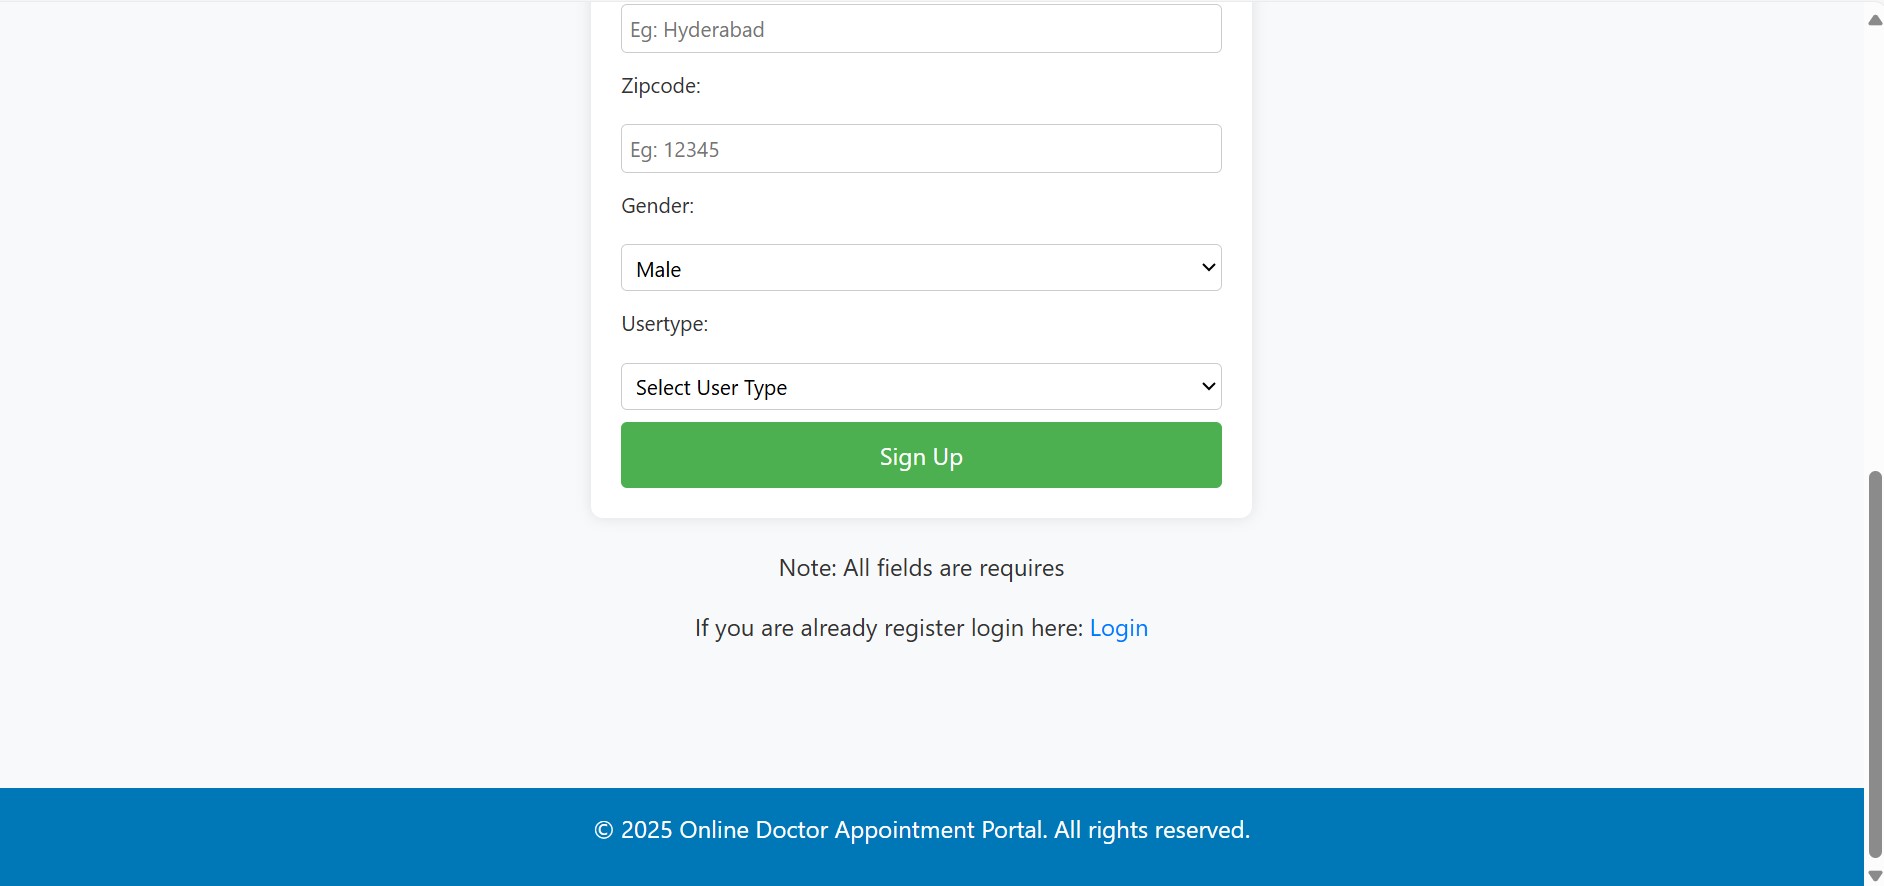 Eg: Hyderabad
Zipcode:
Eg: 12345
Gender:
Male
Usertype:
Select User Type
Sign Up
Note: All fields are requires
If you are already register login here: Login
© 2025 Online Doctor Appointment Portal. All rights reserved.